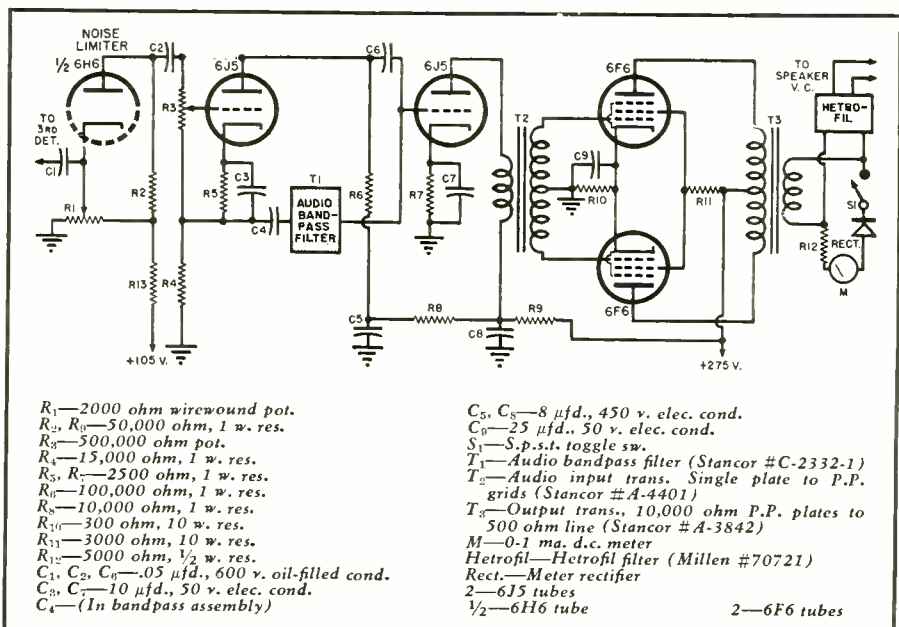 NOISE
LIMITER
½ 6H6
C2
R3
6J5
C6
6J5
6F6
TO
SPEAKER
V. C.
HETRO-
FIL
T2
T3
TO
3RD
DET.
C1
R1
R2
R5
C3
C4
T1
AUDIO
BAND-
PASS
FILTER
R6
R7
C7
C9
R10
R11
S1
R12
RECT.
M
R13
R4
6F6
C5
R8
C8
R9
+105 V.
+275 V.
R1—2000 ohm wirewound pot.
R2, R9—50,000 ohm, 1 w. res.
R3—500,000 ohm pot.
R4—15,000 ohm, 1 w. res.
R5, R7—2500 ohm, 1 w. res.
R6—100,000 ohm, 1 w. res.
R8—10,000 ohm, 1 w. res.
R10—300 ohm, 10 w. res.
R11—3000 ohm, 10 w. res.
R12—5000 ohm, ½ w. res.
C1, C2, C6—.05 µfd., 600 v. oil-filled cond.
C3, C7—10 µfd., 50 v. elec. cond.
C4—(In bandpass assembly)
C5, C8—8 µfd., 450 v. elec. cond.
C9—25 µfd., 50 v. elec. cond.
S1—S.p.s.t. toggle sw.
T1—Audio bandpass filter (Stancor #C-2332-1)
T2—Audio input trans. Single plate to P.P.
grids (Stancor #A-4401)
T3—Output trans., 10,000 ohm P.P. plates to
500 ohm line (Stancor #A-3842)
M—0-1 ma. d.c. meter
Hetrofil—Hetrofil filter (Millen #70721)
Rect.—Meter rectifier
2—6J5 tubes
½—6H6 tube 2—6F6 tubes